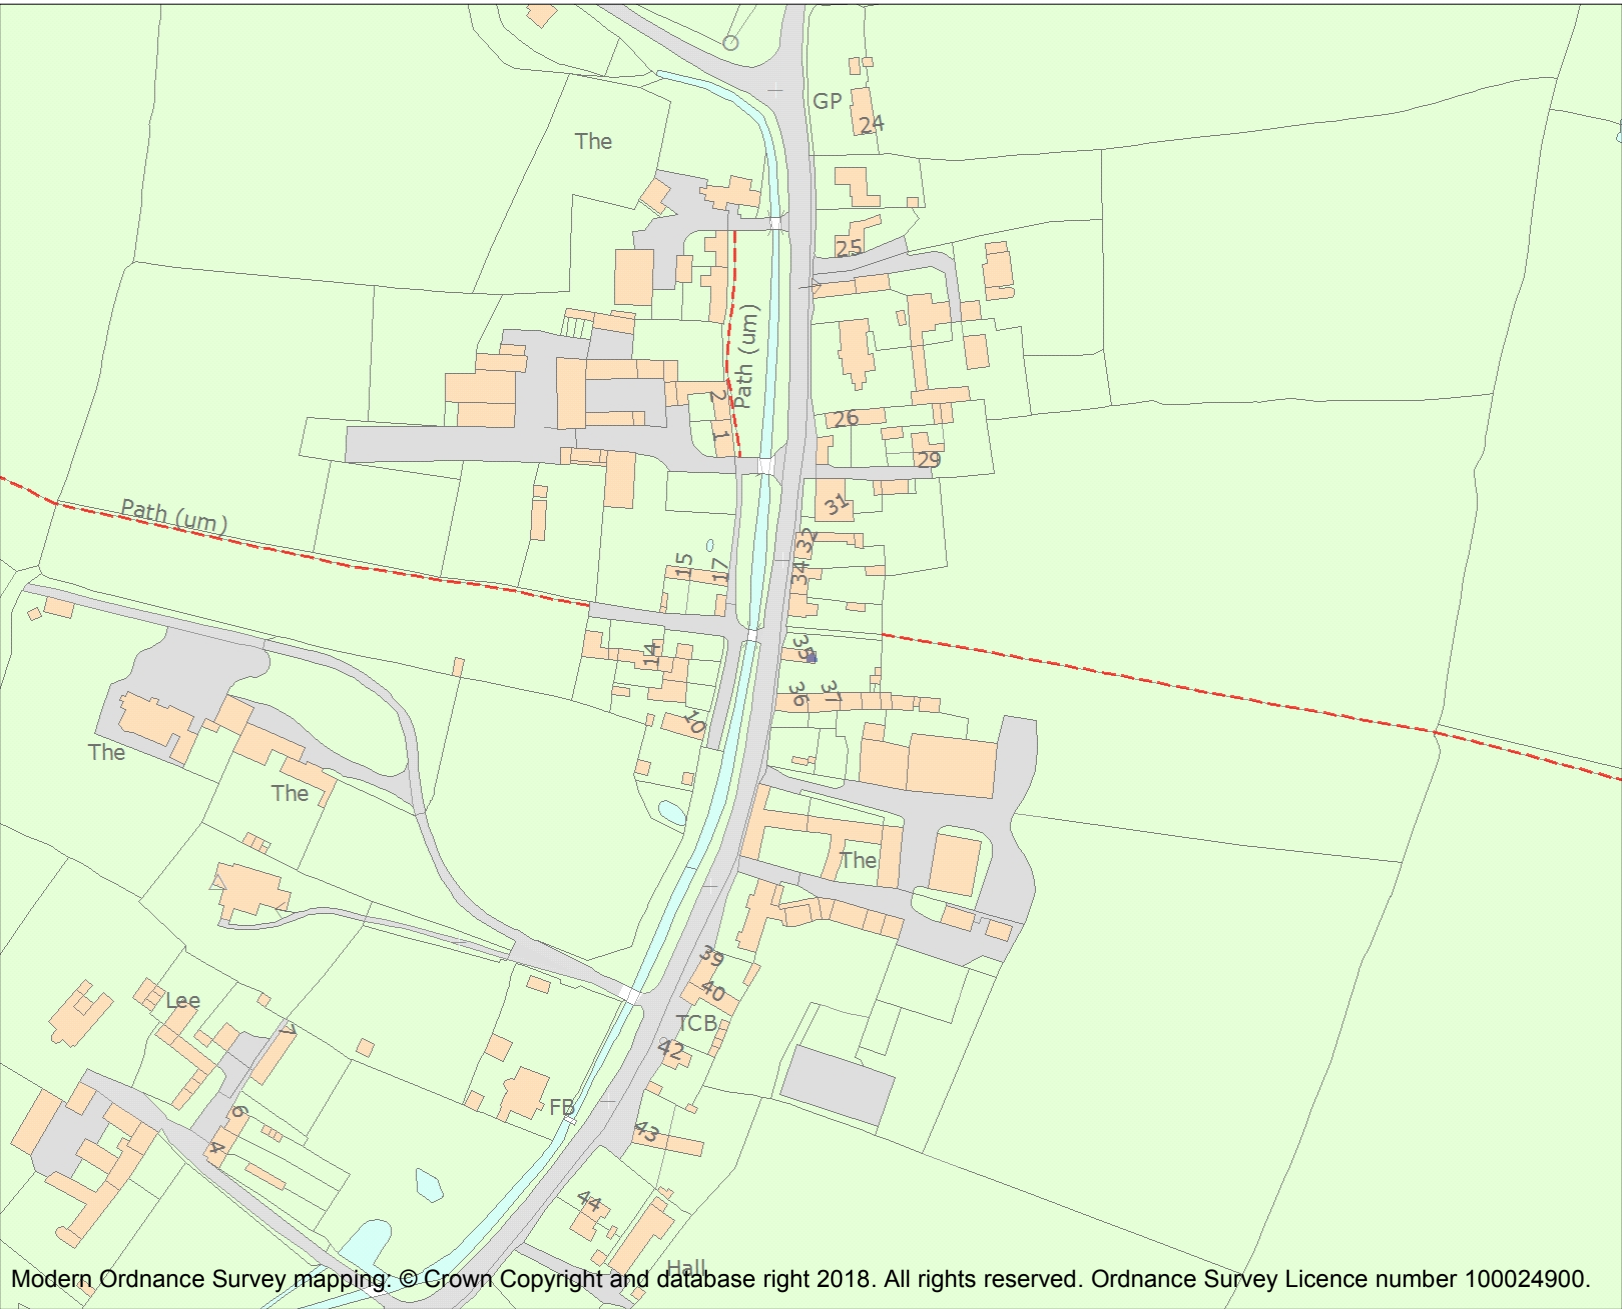 GP
24
The
25
Path (um)
2
1
26
29
31
Path (um)
32
15
17
34
14
35
36
37
10
The
The
The
39
40
Lee
TCB
7
42
FB
6
43
4
44
Hall
Modern Ordnance Survey mapping: © Crown Copyright and database right 2018. All rights reserved. Ordnance Survey Licence number 100024900.